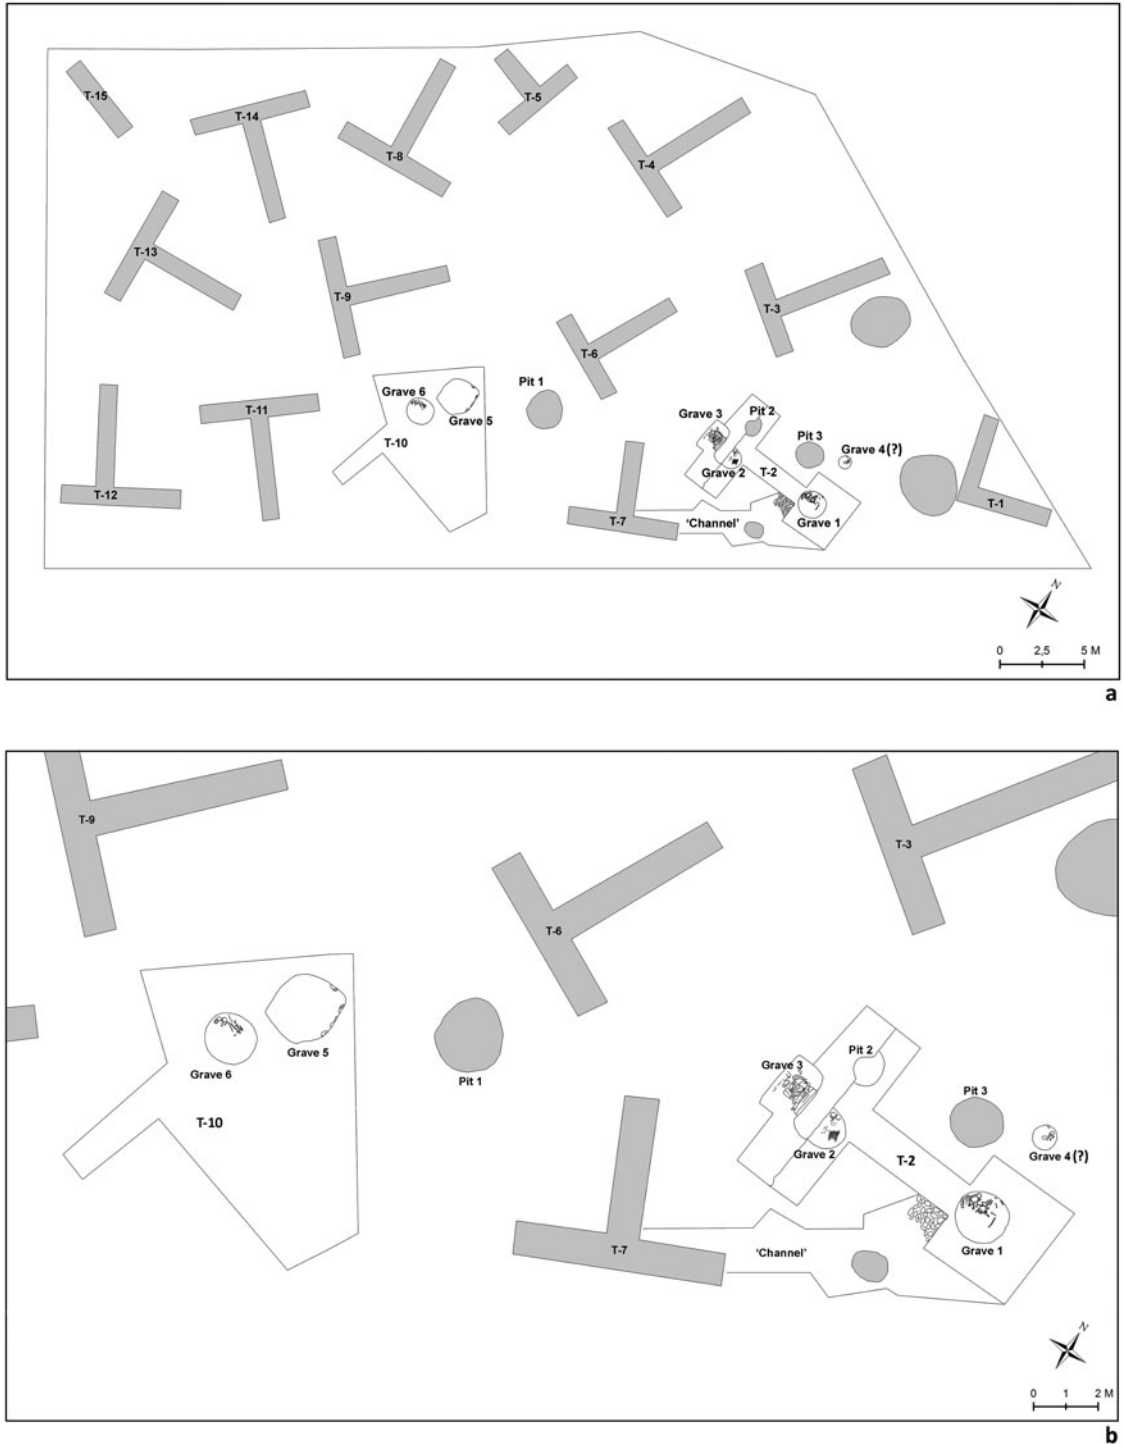 T-15
T-14
T-8
T-5
T-4
T-13
T-9
T-3
T-6
Grave 6
Grave 5
Pit 1
T-11
T-10
T-12
Grave 3
Pit 2
Pit 3
Grave 4(?)
Grave 2
T-2
T-7
'Channel'
Grave 1
T-1
N
0 2,5 5 M
a
T-9
T-3
T-6
Grave 5
Grave 6
Pit 1
T-10
Grave 3
Pit 2
Pit 3
Grave 2
T-2
Grave 4(?)
T-7
'Channel'
Grave 1
N
0 1 2 M
b